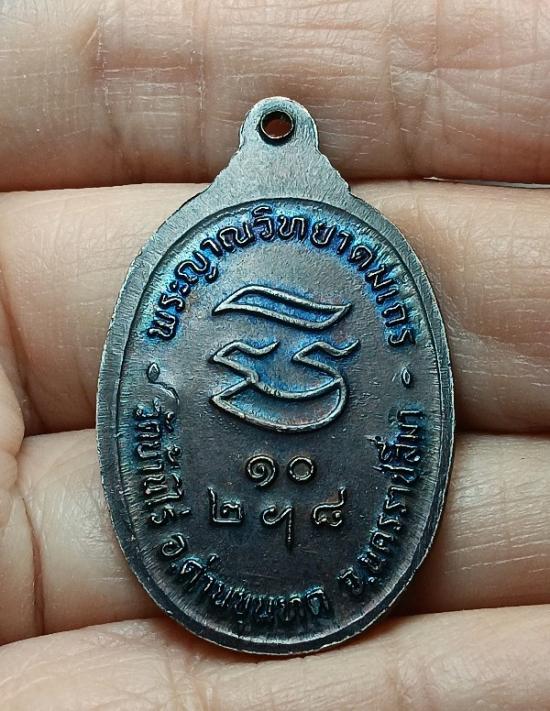 พระญาณวิทยาคมเถร
๑๐
๒ ฯ ๘
วัดบ้านไร่ อ.ด่านขุนทด จ.นครราชสีมา